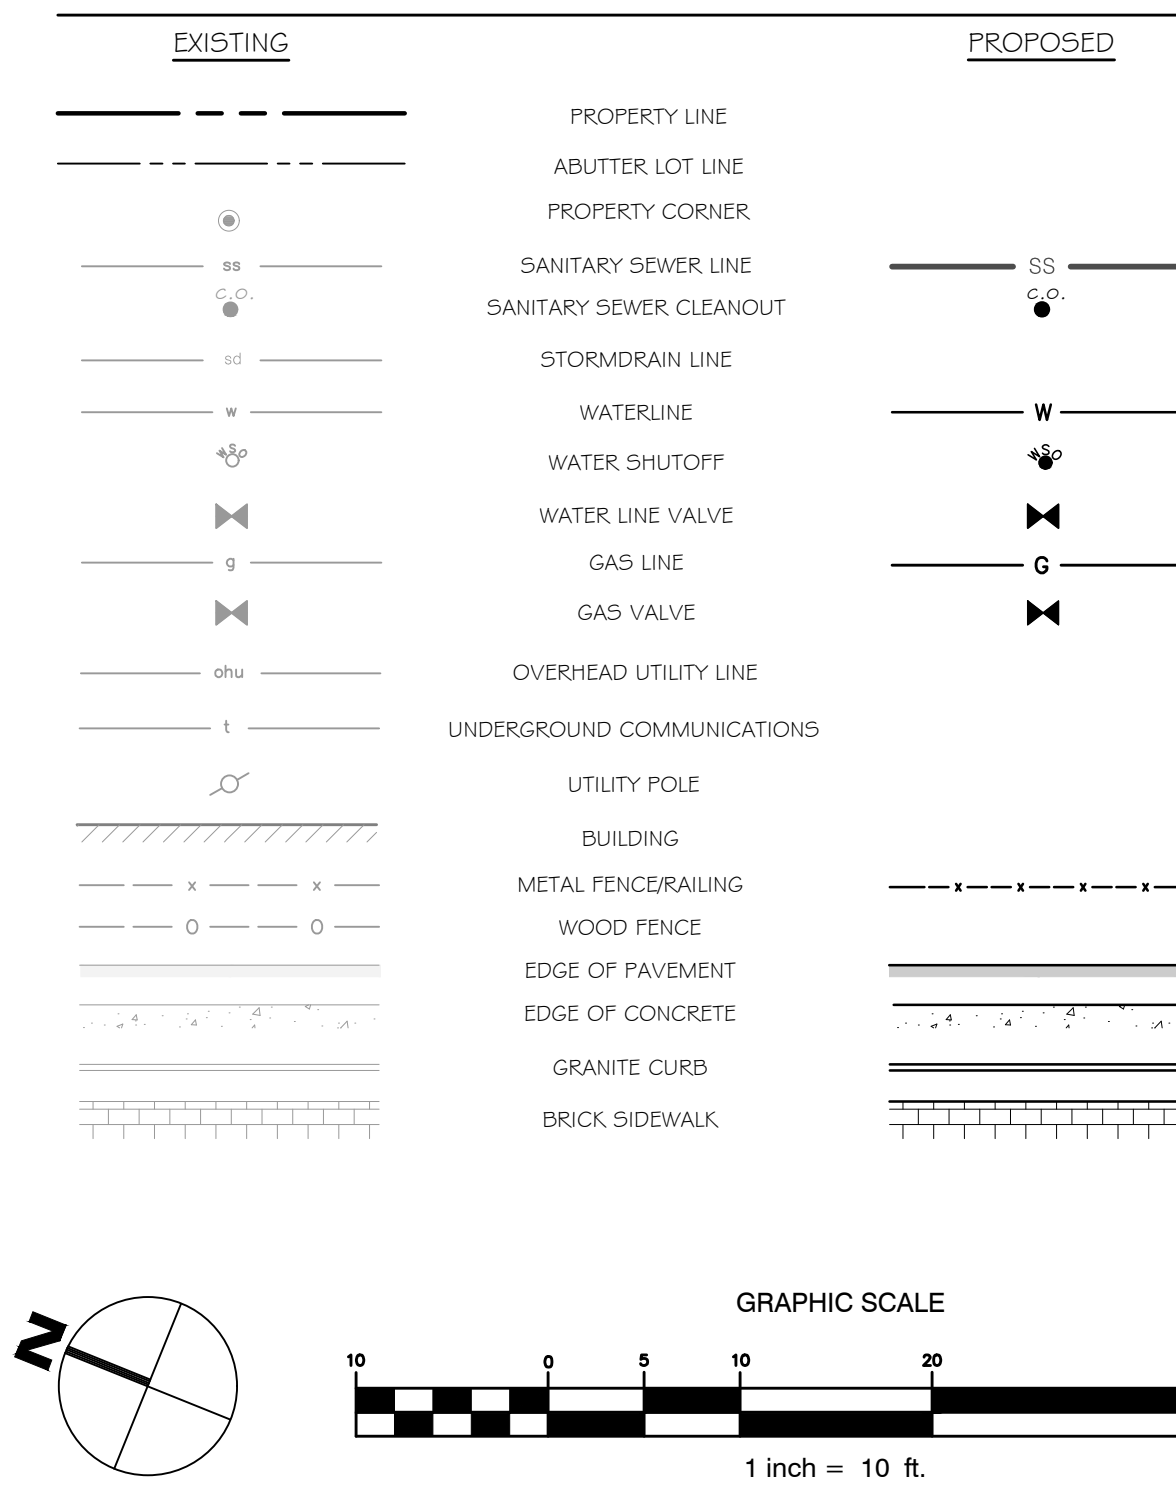 EXISTING PROPOSED
PROPERTY LINE
ABUTTER LOT LINE
PROPERTY CORNER
ss SANITARY SEWER LINE SS
C.O. C.O.
SANITARY SEWER CLEANOUT
sd STORMDRAIN LINE
w WATERLINE W
WSO WATER SHUTOFF WSO
WATER LINE VALVE
g GAS LINE G
GAS VALVE
ohu OVERHEAD UTILITY LINE
t UNDERGROUND COMMUNICATIONS
UTILITY POLE
BUILDING
x x METAL FENCE/RAILING x x x x
O O WOOD FENCE
EDGE OF PAVEMENT
EDGE OF CONCRETE
GRANITE CURB
BRICK SIDEWALK
N
GRAPHIC SCALE
10 0 5 10 20
1 inch = 10 ft.